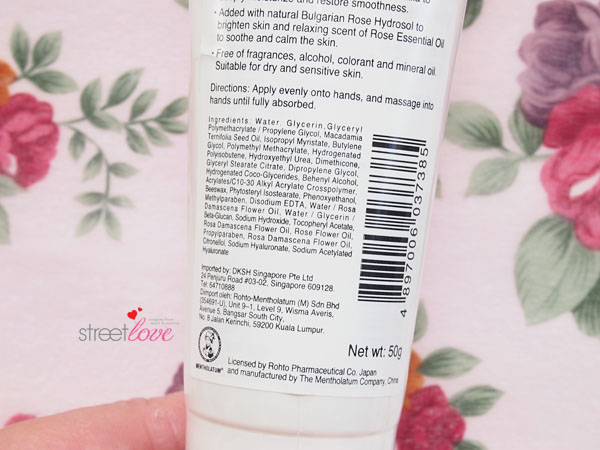 moisturize and restore smoothness.
• Added with natural Bulgarian Rose Hydrosol to
brighten skin and relaxing scent of Rose Essential Oil
to soothe and calm the skin.
• Free of fragrances, alcohol, colorant and mineral oil.
Suitable for dry and sensitive skin.
Directions: Apply evenly onto hands, and massage into
hands until fully absorbed.
Ingredients: Water, Glycerin, Glyceryl
Polymethacrylate / Propylene Glycol, Macadamia
Ternifolia Seed Oil, Isopropyl Myristate, Butylene
Glycol, Polymethyl Methacrylate, Hydrogenated
Polyisobutene, Hydroxyethyl Urea, Dimethicone,
Glyceryl Stearate Citrate, Dipropylene Glycol,
Hydrogenated Coco-Glycerides, Behenyl Alcohol,
Acrylates/C10-30 Alkyl Acrylate Crosspolymer,
Beeswax, Phytosteryl Isostearate, Phenoxyethanol,
Methylparaben, Disodium EDTA, Water / Rosa
Damascena Flower Oil, Water / Glycerin /
Beta-Glucan, Sodium Hydroxide, Tocopheryl Acetate,
Rosa Damascena Flower Oil, Rose Flower Oil,
Propylparaben, Rosa Damascena Flower Oil,
Citronellol, Sodium Hyaluronate, Sodium Acetylated
Hyaluronate
4 897006 037385
Imported by: DKSH Singapore Pte Ltd
24 Penjuru Road #03-02, Singapore 609128.
Tel: 64710888
Diimport oleh: Rohto-Mentholatum (M) Sdn Bhd
(354691-U), Unit 9-1, Level 9, Wisma Averis,
Avenue 5, Bangsar South City,
No. 8 Jalan Kerinchi, 59200 Kuala Lumpur.
Net wt: 50g
MENTHOLATUM
Licensed by Rohto Pharmaceutical Co. Japan
and manufactured by The Mentholatum Company, China
streetlove